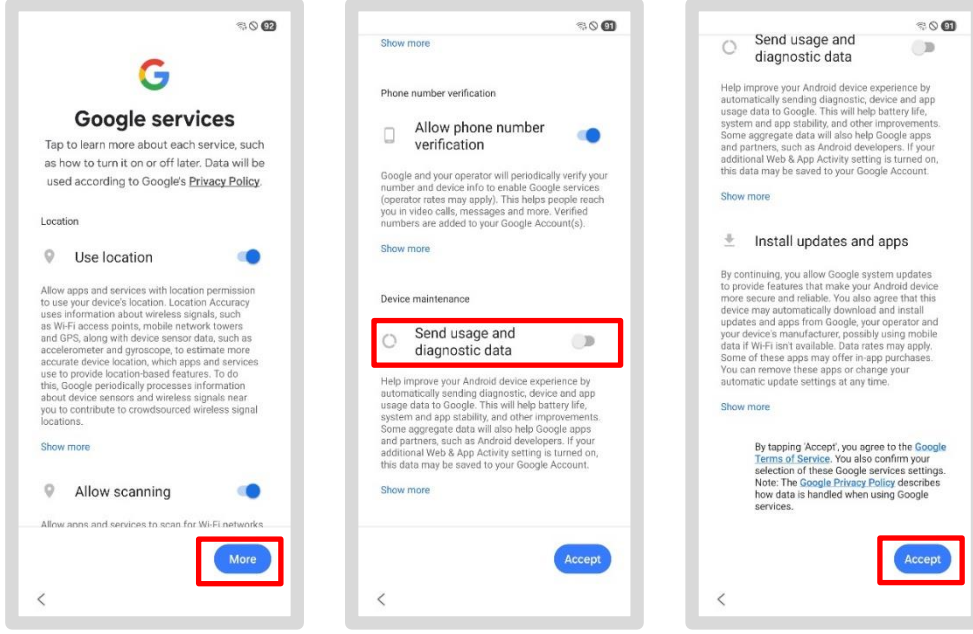 92
G
Google services
Tap to learn more about each service, such
as how to turn it on or off later. Data will be
used according to Google's Privacy Policy.
Location
Use location
Allow apps and services with location permission
to use your device's location. Location Accuracy
uses information about wireless signals, such
as Wi-Fi access points, mobile network towers
and GPS, along with device sensor data, such as
accelerometer and gyroscope, to estimate more
accurate device location, which apps and services
use to provide location-based features. To do
this, Google periodically processes information
about device sensors and wireless signals near
you to contribute to crowdsourced wireless signal
locations.
Show more
Allow scanning
Allow apps and services to scan for Wi-Fi networks
More
91
Show more
Phone number verification
Allow phone number
verification
Google and your operator will periodically verify your
number and device info to enable Google services
(operator rates may apply). This helps people reach
you in video calls, messages and more. Verified
numbers are added to your Google Account(s).
Show more
Device maintenance
Send usage and
diagnostic data
Help improve your Android device experience by
automatically sending diagnostic, device and app
usage data to Google. This will help battery life,
system and app stability, and other improvements.
Some aggregate data will also help Google apps
and partners, such as Android developers. If your
additional Web & App Activity setting is turned on,
this data may be saved to your Google Account.
Show more
Accept
91
Send usage and
diagnostic data
Help improve your Android device experience by
automatically sending diagnostic, device and app
usage data to Google. This will help battery life,
system and app stability, and other improvements.
Some aggregate data will also help Google apps
and partners, such as Android developers. If your
additional Web & App Activity setting is turned on,
this data may be saved to your Google Account.
Show more
Install updates and apps
By continuing, you allow Google system updates
to provide features that make your Android device
more secure and reliable. You also agree that this
device may automatically download and install
updates and apps from Google, your operator and
your device's manufacturer, possibly using mobile
data if Wi-Fi isn't available. Data rates may apply.
Some of these apps may offer in-app purchases.
You can remove these apps or change your
automatic update settings at any time.
Show more
By tapping 'Accept', you agree to the Google
Terms of Service. You also confirm your
selection of these Google services settings.
Note: The Google Privacy Policy describes
how data is handled when using Google
services.
Accept